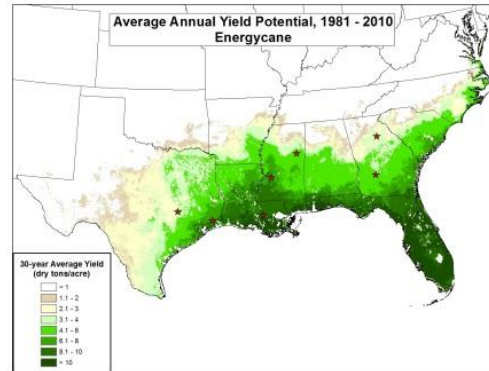 Average Annual Yield Potential, 1981 - 2010
Energycane
30-year Average Yield
(dry tons/acre)
< 1
1.1 - 2
2.1 - 3
3.1 - 4
4.1 - 6
6.1 - 8
8.1 - 10
> 10